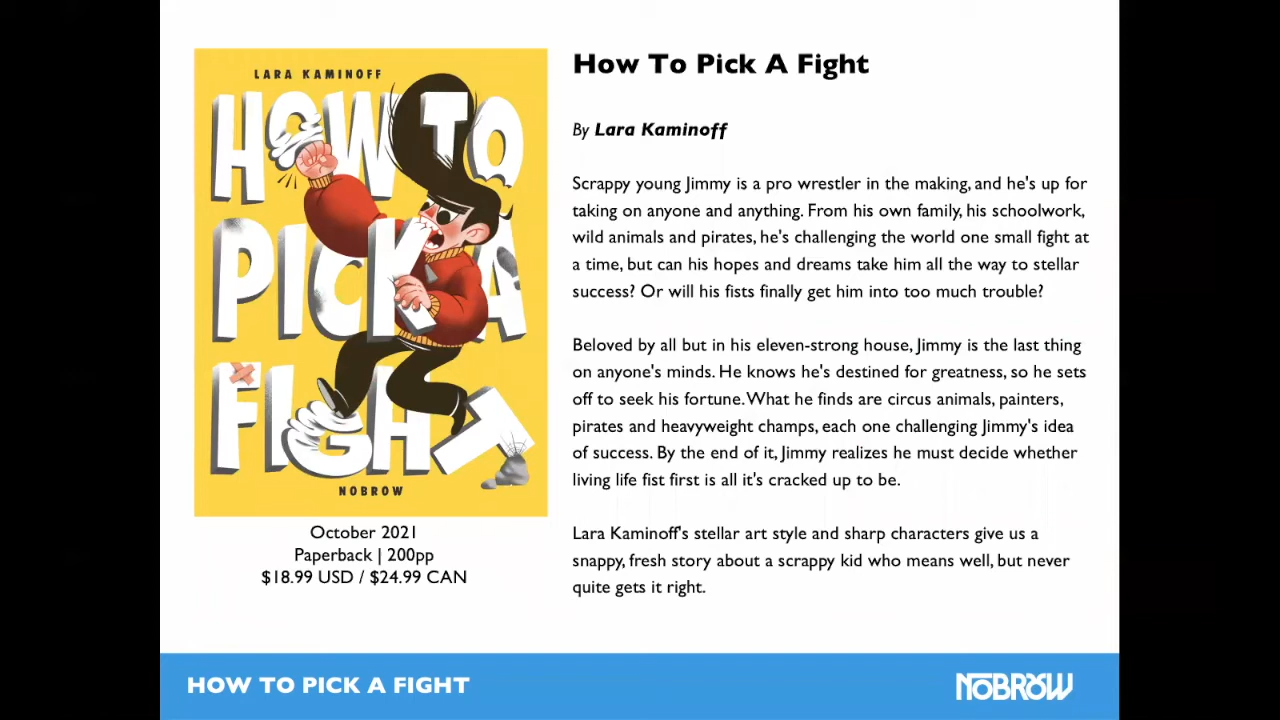 LARA KAMINOFF
HOW TO
PICK A
FIGHT
NOBROW
October 2021
Paperback | 200pp
$18.99 USD / $24.99 CAN
How To Pick A Fight
By Lara Kaminoff
Scrappy young Jimmy is a pro wrestler in the making, and he's up for
taking on anyone and anything. From his own family, his schoolwork,
wild animals and pirates, he's challenging the world one small fight at
a time, but can his hopes and dreams take him all the way to stellar
success? Or will his fists finally get him into too much trouble?
Beloved by all but in his eleven-strong house, Jimmy is the last thing
on anyone's minds. He knows he's destined for greatness, so he sets
off to seek his fortune. What he finds are circus animals, painters,
pirates and heavyweight champs, each one challenging Jimmy's idea
of success. By the end of it, Jimmy realizes he must decide whether
living life fist first is all it's cracked up to be.
Lara Kaminoff's stellar art style and sharp characters give us a
snappy, fresh story about a scrappy kid who means well, but never
quite gets it right.
HOW TO PICK A FIGHT
NOBROW